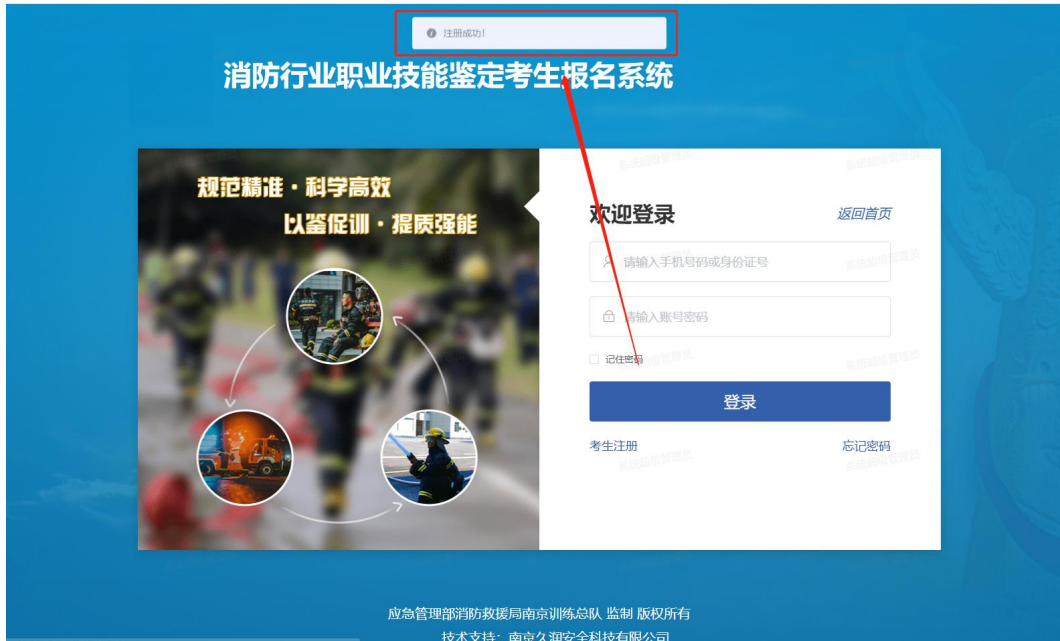 注册成功!
消防行业职业技能鉴定考生报名系统
规范精准·科学高效
以鉴促训·提质强能
欢迎登录
返回首页
请输入手机号码或身份证号
请输入账号密码
记住密码
登录
考生注册
忘记密码
应急管理部消防救援局南京训练总队 监制 版权所有
技术支持：南京久润安全科技有限公司